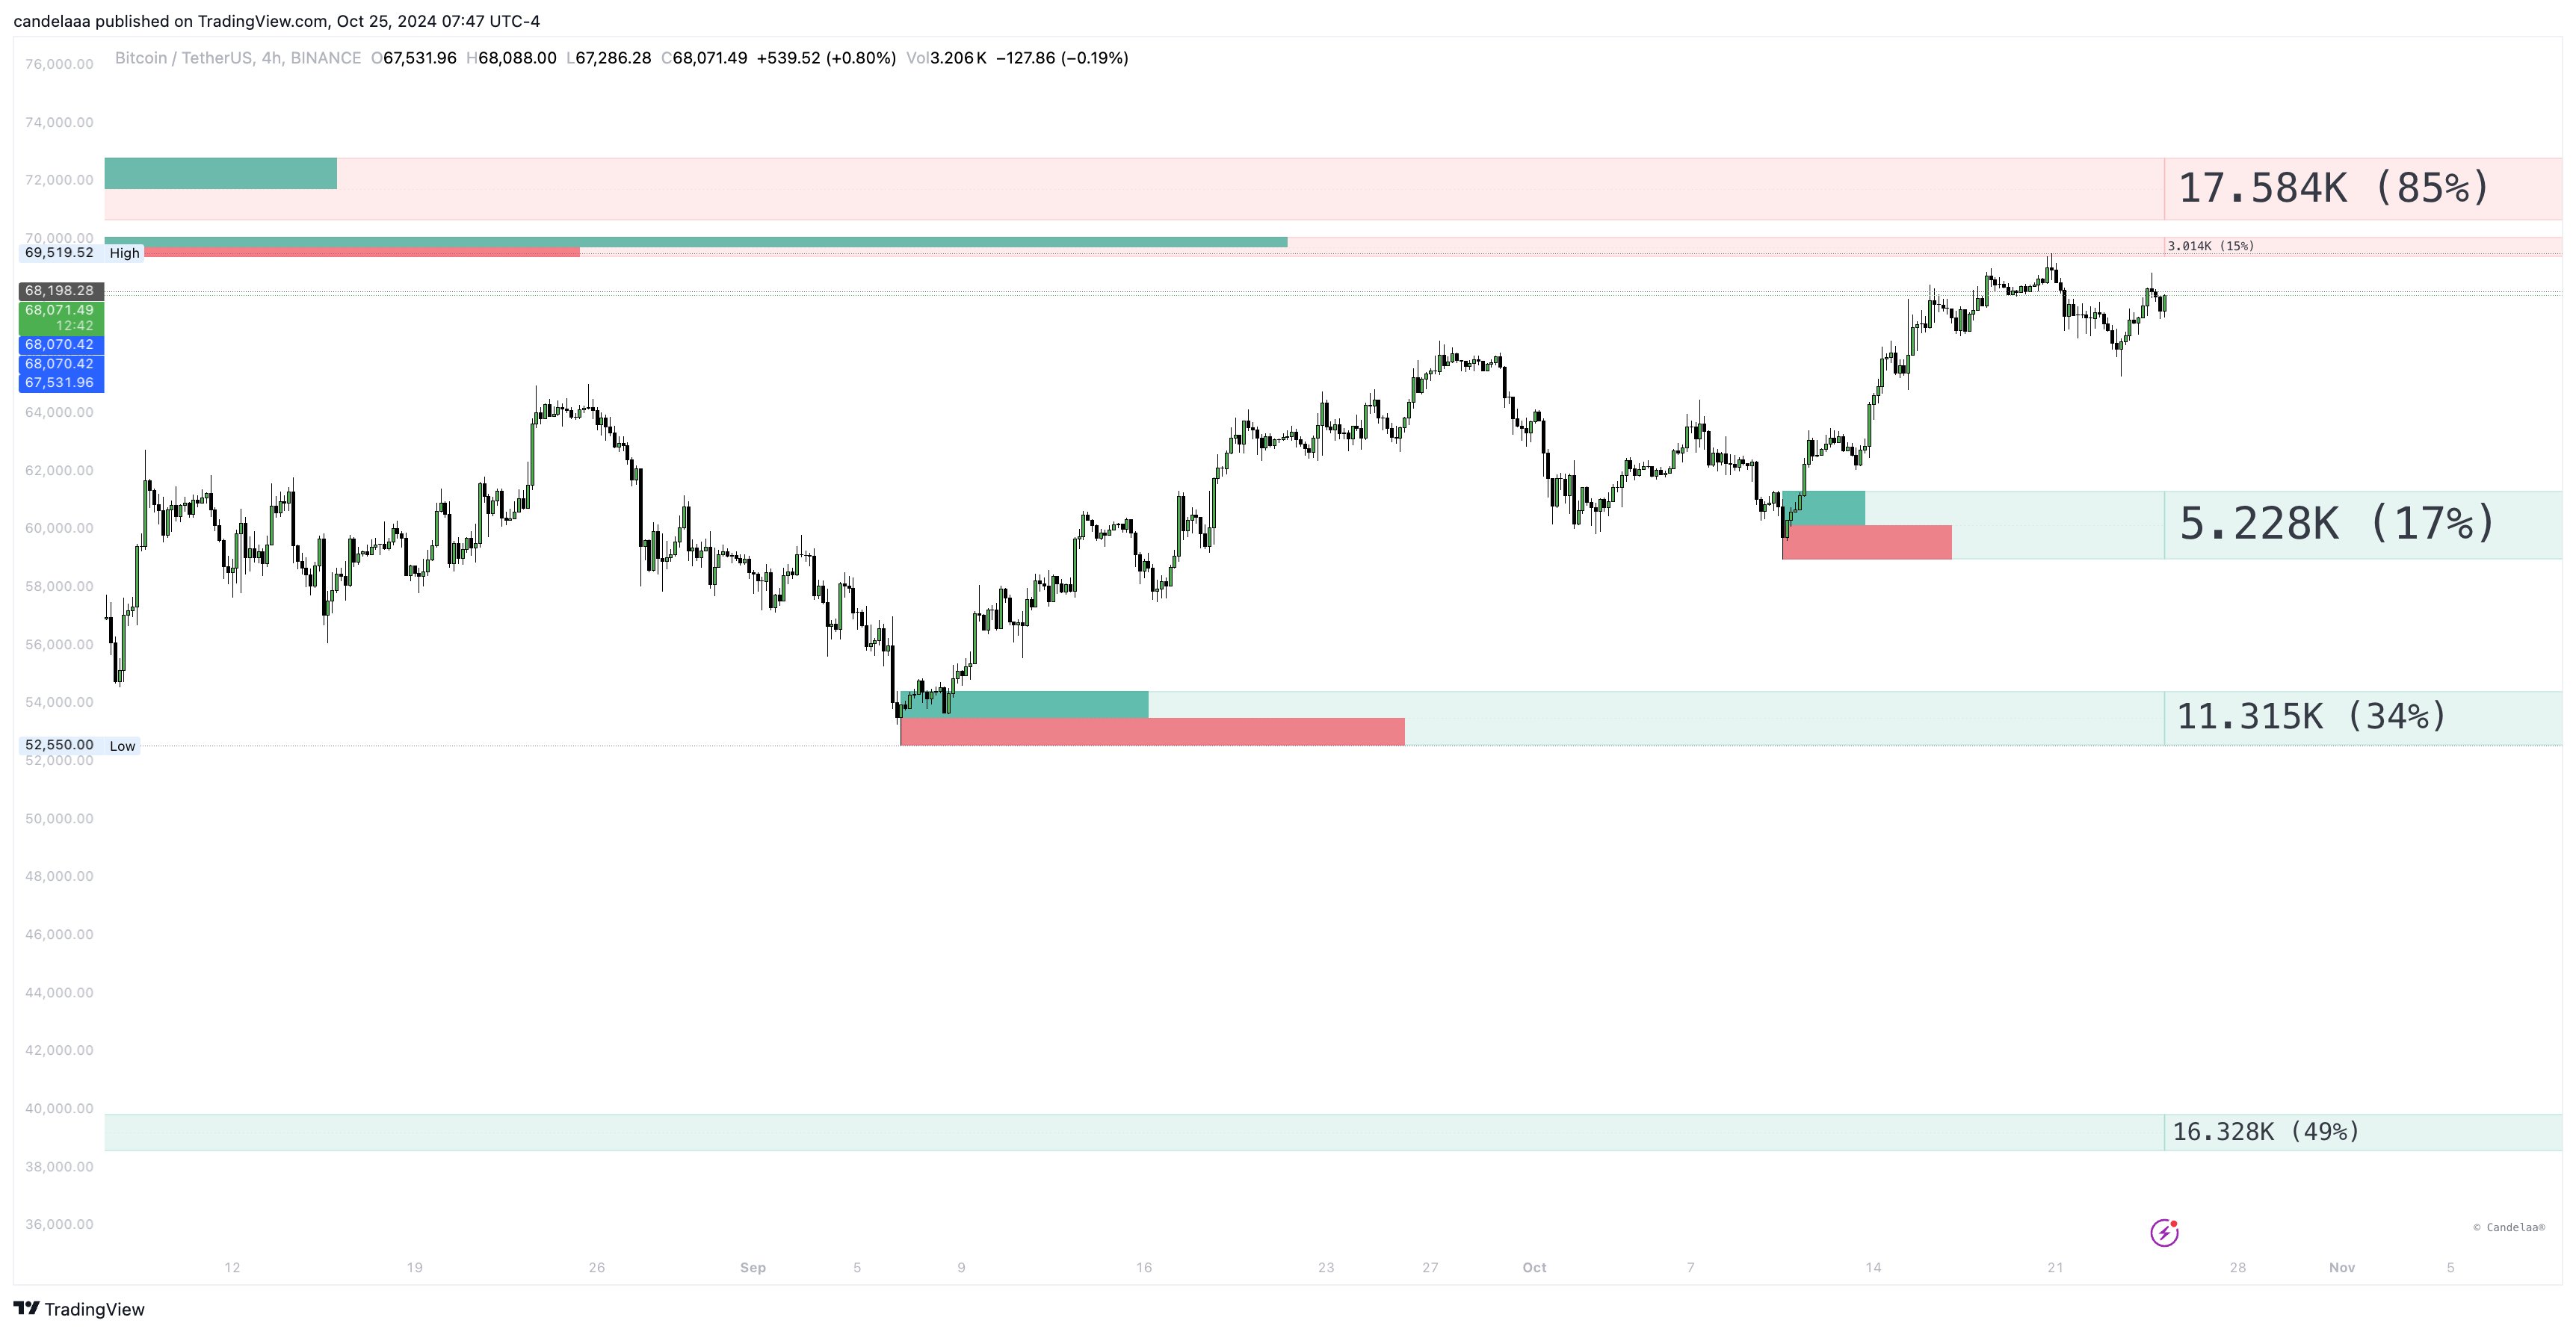 candelaaa published on TradingView.com, Oct 25, 2024 07:47 UTC-4
Bitcoin / TetherUS, 4h, BINANCE O67,531.96 H68,088.00 L67,286.28 C68,071.49 +539.52 (+0.80%) Vol3.206 K −127.86 (−0.19%)
76,000.00
74,000.00
72,000.00
17.584K (85%)
70,000.00
3.014K (15%)
69,519.52 High
68,198.28
68,071.49
12:42
68,070.42
68,070.42
67,531.96
64,000.00
62,000.00
60,000.00
5.228K (17%)
58,000.00
56,000.00
54,000.00
11.315K (34%)
52,550.00 Low
52,000.00
50,000.00
48,000.00
46,000.00
44,000.00
42,000.00
40,000.00
16.328K (49%)
38,000.00
36,000.00
© Candelaa®
12 19 26 Sep 5 9 16 23 27 Oct 7 14 21 28 Nov 5
TradingView